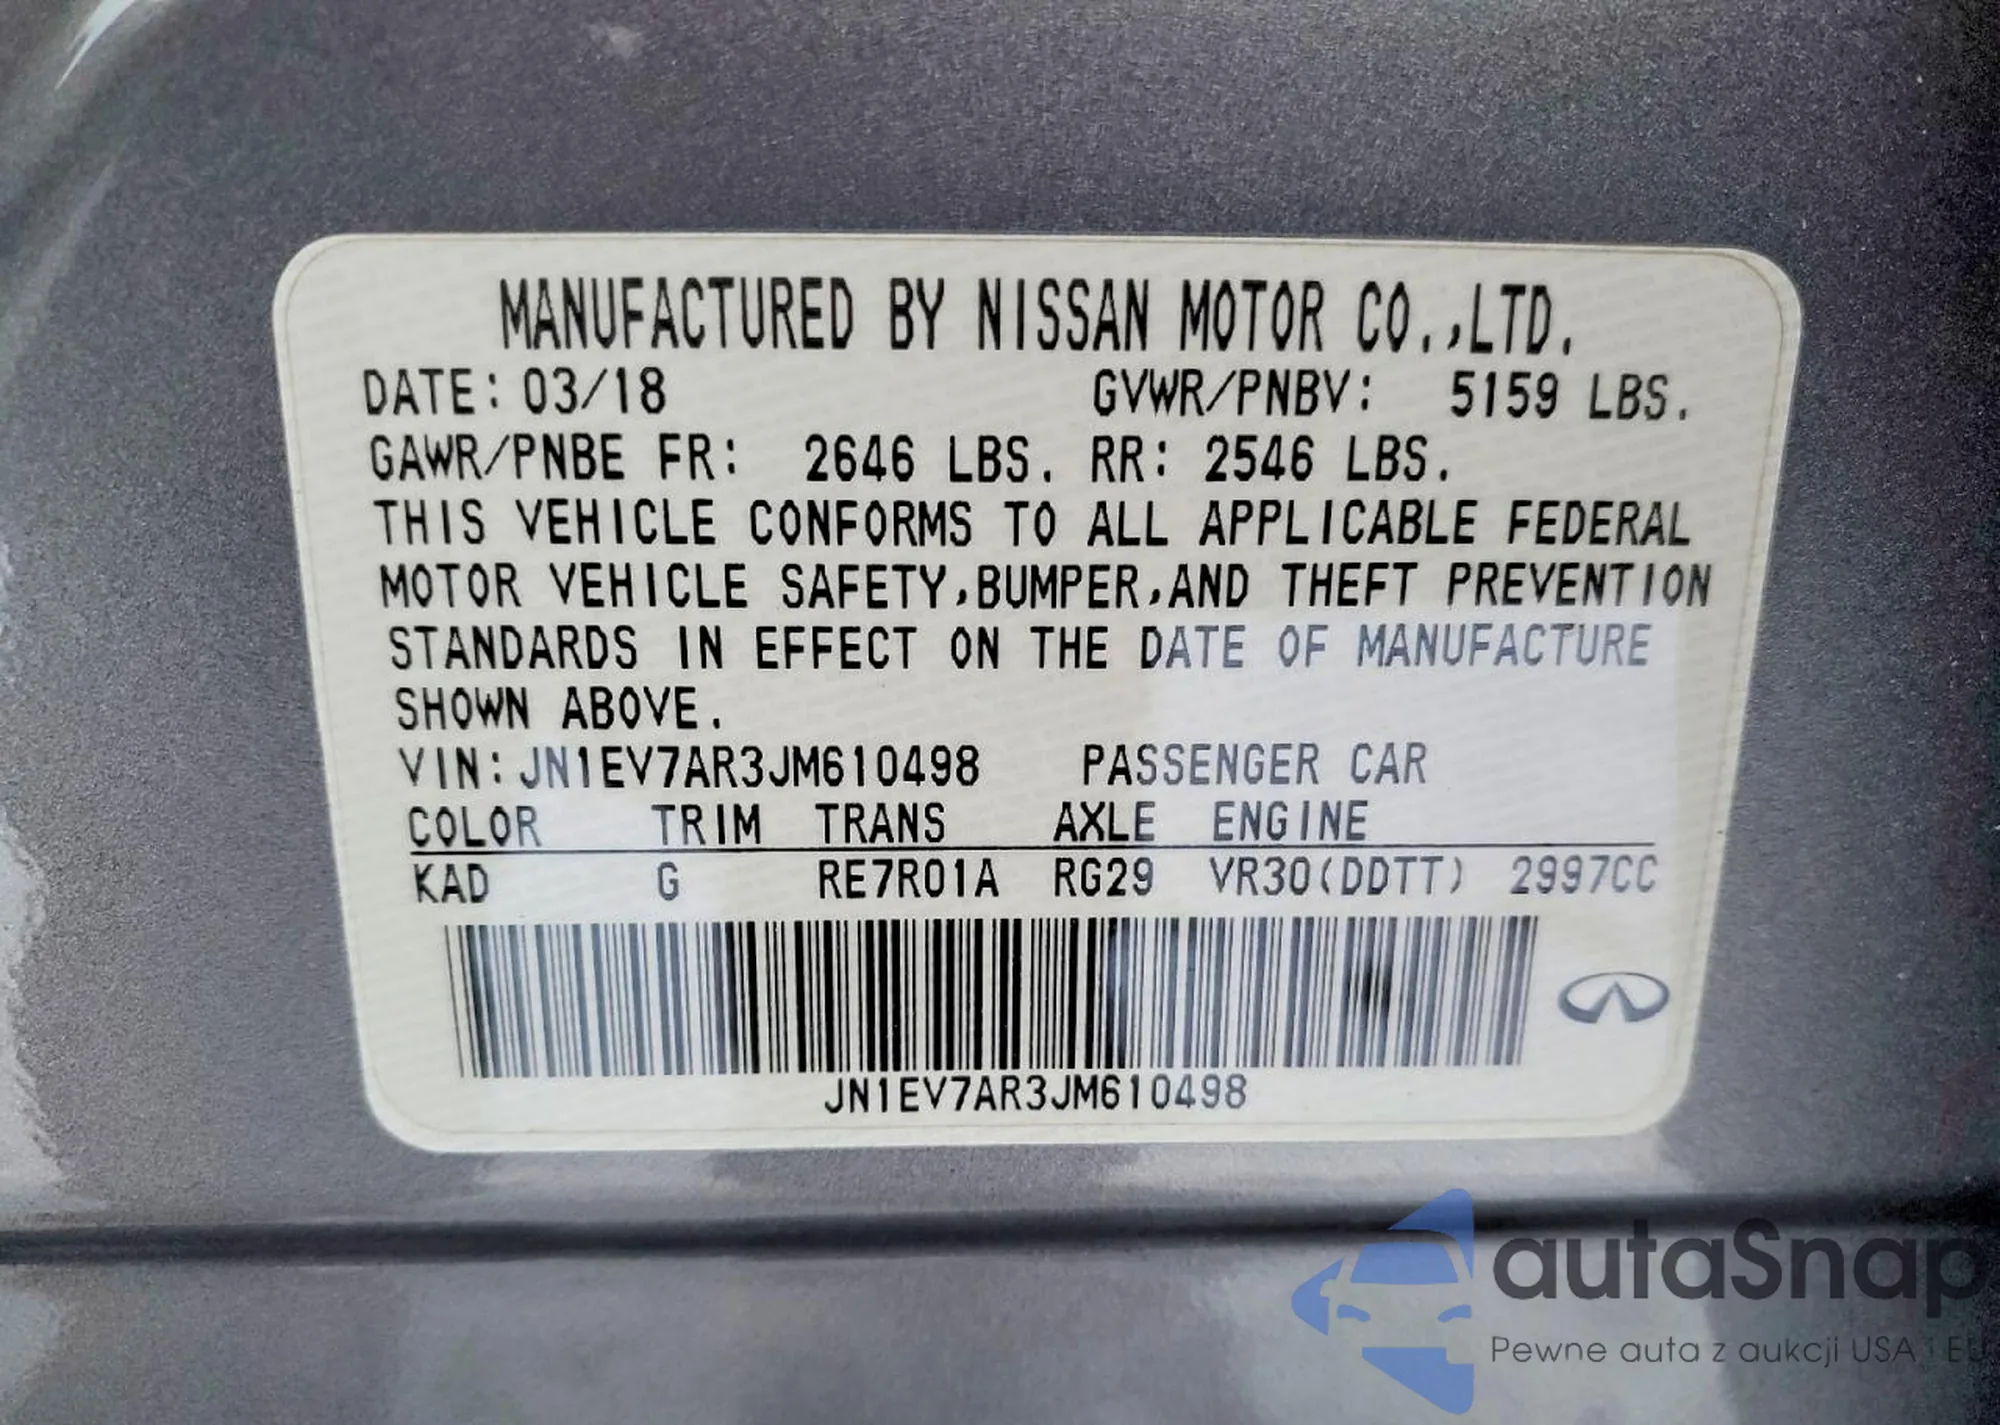 MANUFACTURED BY NISSAN MOTOR CO.,LTD.
DATE: 03/18 GVWR/PNBV: 5159 LBS.
GAWR/PNBE FR: 2646 LBS. RR: 2546 LBS.
THIS VEHICLE CONFORMS TO ALL APPLICABLE FEDERAL
MOTOR VEHICLE SAFETY,BUMPER,AND THEFT PREVENTION
STANDARDS IN EFFECT ON THE DATE OF MANUFACTURE
SHOWN ABOVE.
VIN: JN1EV7AR3JM610498 PASSENGER CAR
COLOR TRIM TRANS AXLE ENGINE
KAD G RE7R01A RG29 VR30(DDTT) 2997CC
JN1EV7AR3JM610498
autaSnap
Pewne auta z aukcji USA i EU